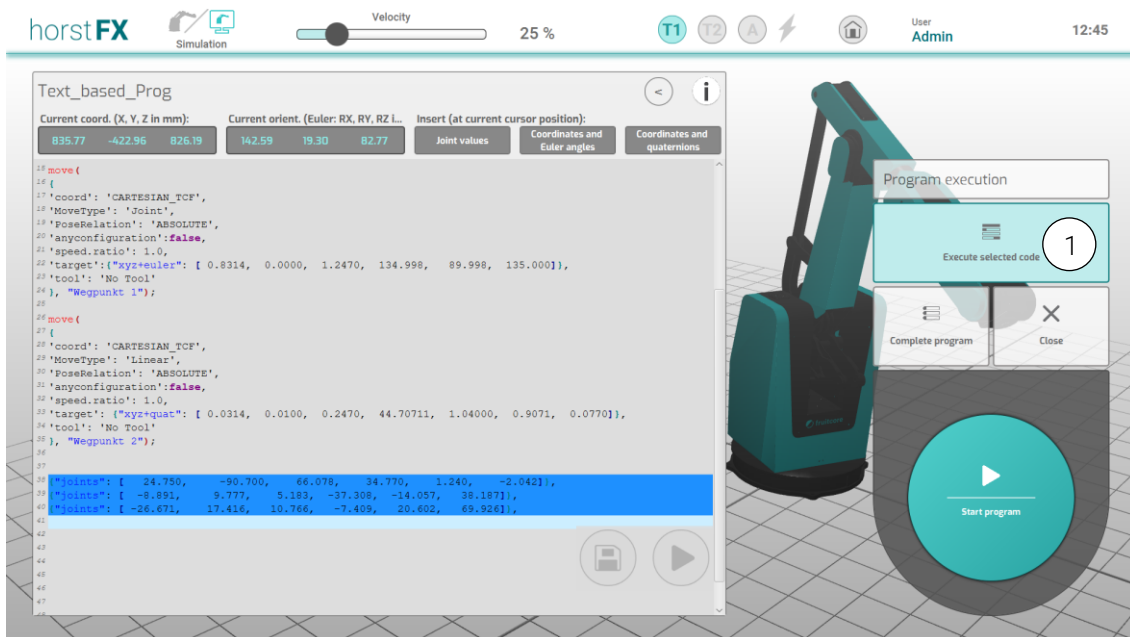 horstFX
Simulation
Velocity
25 %
T1
T2
A
User
Admin
12:45
Text_based_Prog
<
i
Current coord. (X, Y, Z in mm):
Current orient. (Euler: RX, RY, RZ i...
Insert (at current cursor position):
835.77 -422.96 826.19
142.59 19.30 82.77
Joint values
Coordinates and
Euler angles
Coordinates and
quaternions
15 move(
16 {
17 'coord': 'CARTESIAN_TCF',
18 'MoveType': 'Joint',
19 'PoseRelation': 'ABSOLUTE',
20 'anyconfiguration':false,
21 'speed.ratio': 1.0,
22 'target':{"xyz+euler": [ 0.8314, 0.0000, 1.2470, 134.998, 89.998, 135.000]},
23 'tool': 'No Tool'
24 }, "Wegpunkt 1");
25
26 move(
27 {
28 'coord': 'CARTESIAN_TCF',
29 'MoveType': 'Linear',
30 'PoseRelation': 'ABSOLUTE',
31 'anyconfiguration':false,
32 'speed.ratio': 1.0,
33 'target': {"xyz+quat": [ 0.0314, 0.0100, 0.2470, 44.70711, 1.04000, 0.9071, 0.0770]},
34 'tool': 'No Tool'
35 }, "Wegpunkt 2");
36
37
38 {"joints": [ 24.750, -90.700, 66.078, 34.770, 1.240, -2.042]},
39 {"joints": [ -8.891, 9.777, 5.183, -37.308, -14.057, 38.187]},
40 {"joints": [ -26.671, 17.416, 10.766, -7.409, 20.602, 69.926]},
41
42
43
44
45
46
47
Program execution
Execute selected code
1
Complete program
Close
Start program
fruitcore